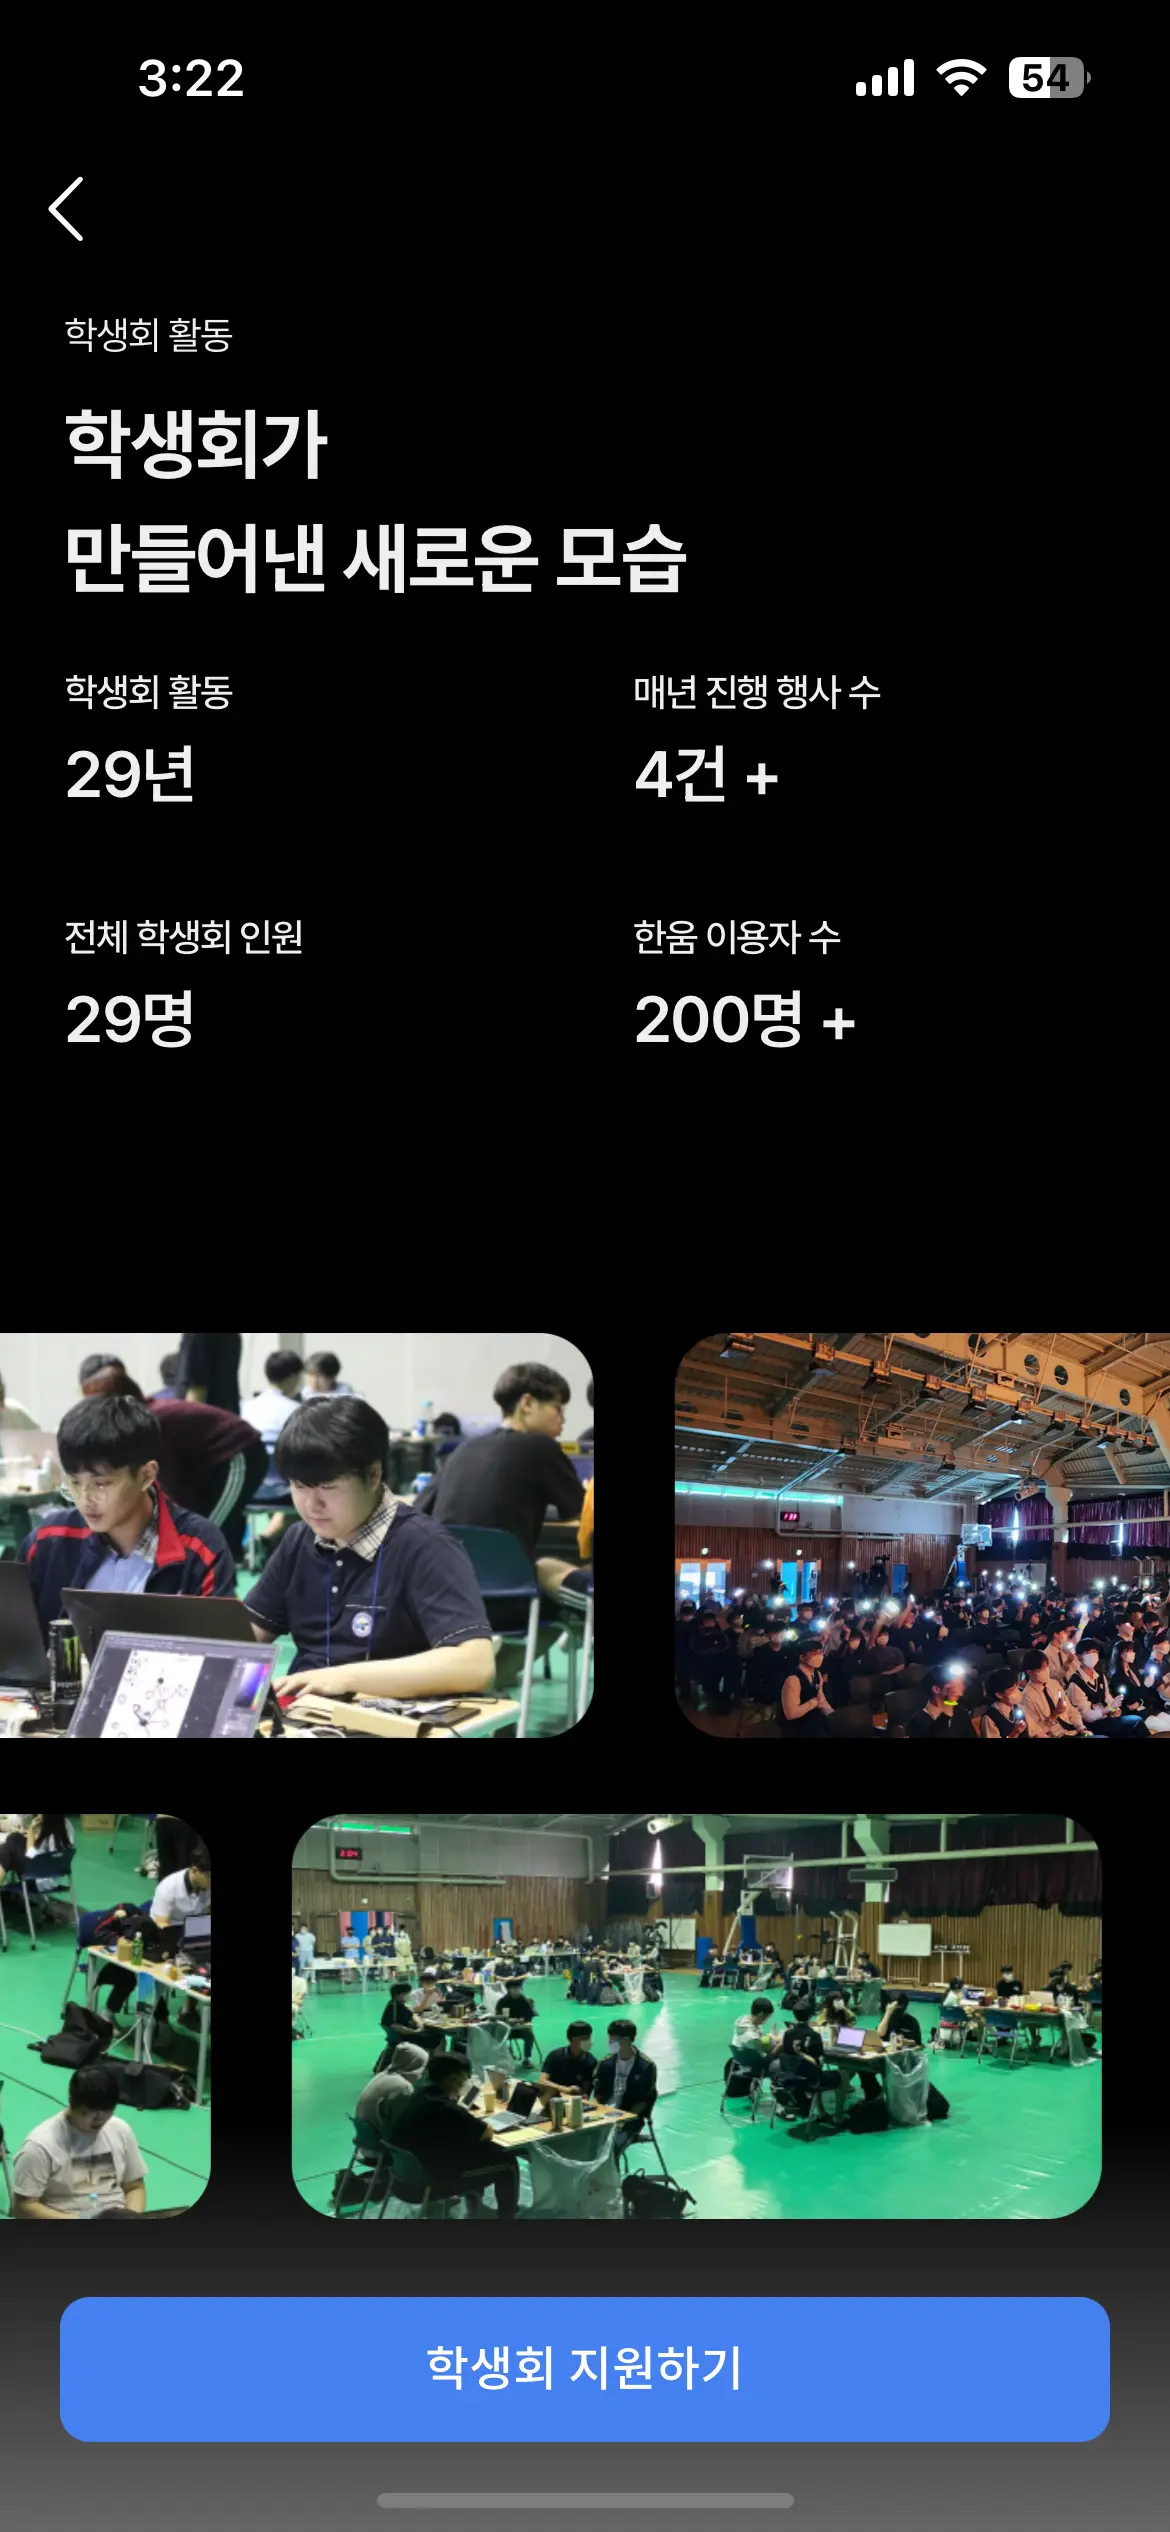 3:22
54
학생회 활동
학생회가
만들어낸 새로운 모습
학생회 활동
매년 진행 행사 수
29년
4건 +
전체 학생회 인원
한움 이용자 수
29명
200명 +
학생회 지원하기